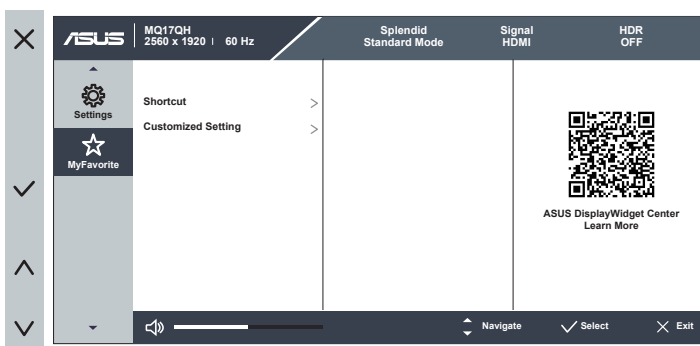 ASUS
MQ17QH
2560 x 1920 60 Hz
Splendid
Standard Mode
Signal
HDMI
HDR
OFF
Settings
MyFavorite
Shortcut >
Customized Setting >
ASUS DisplayWidget Center
Learn More
Navigate
Select
Exit